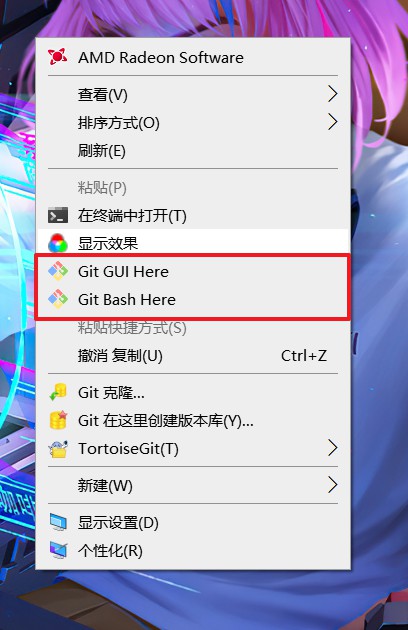 AMD Radeon Software
查看(V)
排序方式(O)
刷新(E)
粘贴(P)
在终端中打开(T)
显示效果
Git GUI Here
Git Bash Here
粘贴快捷方式(S)
撤消 复制(U) Ctrl+Z
Git 克隆...
Git 在这里创建版本库(Y)...
TortoiseGit(T)
新建(W)
显示设置(D)
个性化(R)